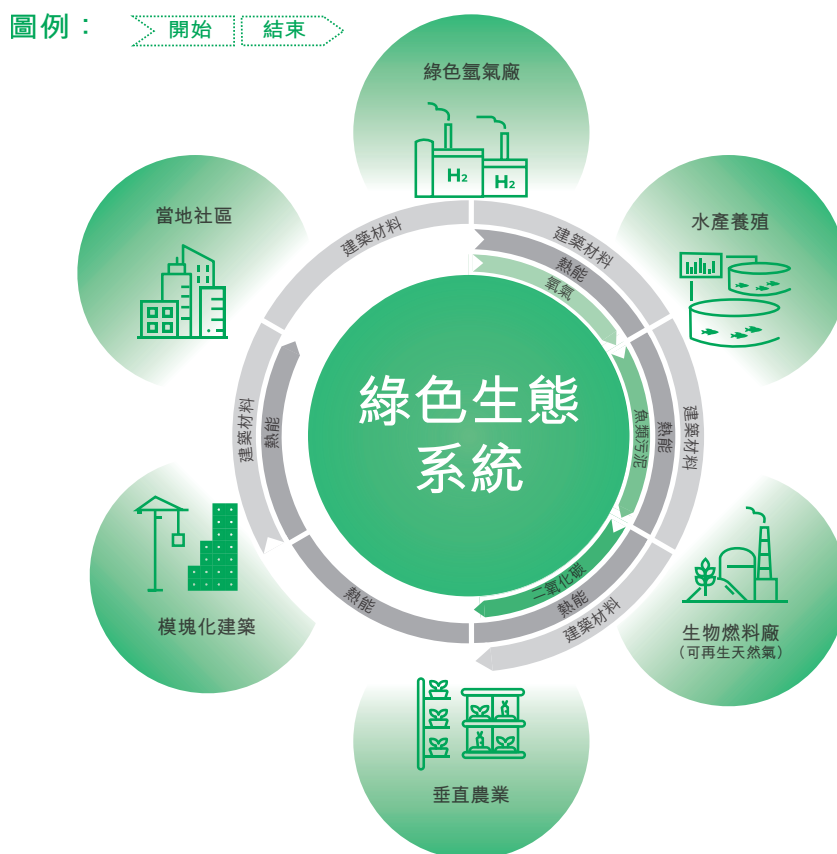 圖例：
開始
結束
綠色氫氣廠
H₂
H₂
當地社區
水產養殖
建築材料
建築材料
熱能
氧氣
綠色生態
系統
建築材料
熱能
魚類污泥
熱能
建築材料
二氧化碳
熱能
建築材料
熱能
模塊化建築
生物燃料廠
（可再生天然氣）
垂直農業